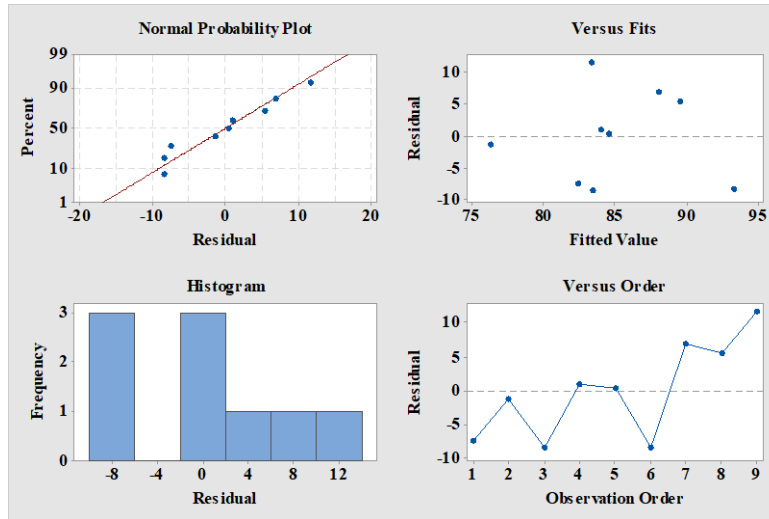 Normal Probability Plot
99
90
50
10
1
Percent
-20 -10 0 10 20
Residual
Versus Fits
10
5
0
-5
-10
Residual
75 80 85 90 95
Fitted Value
Histogram
3
2
1
0
Frequency
-8 -4 0 4 8 12
Residual
Versus Order
10
5
0
-5
-10
Residual
1 2 3 4 5 6 7 8 9
Observation Order